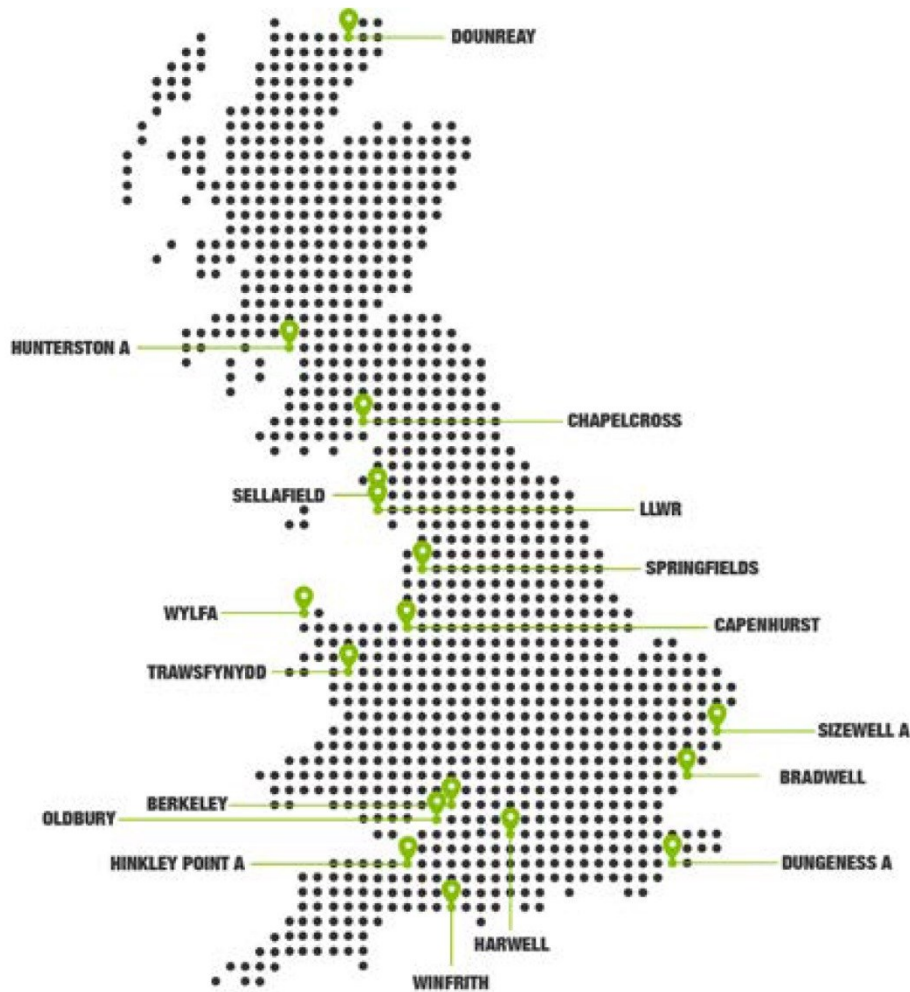 DOUNREAY
HUNTERSTON A
CHAPELCROSS
SELLAFIELD
LLWR
SPRINGFIELDS
WYLFA
CAPENHURST
TRAWSFYNYDD
SIZEWELL A
BRADWELL
BERKELEY
OLDBURY
HINKLEY POINT A
DUNGENESS A
HARWELL
WINFRITH